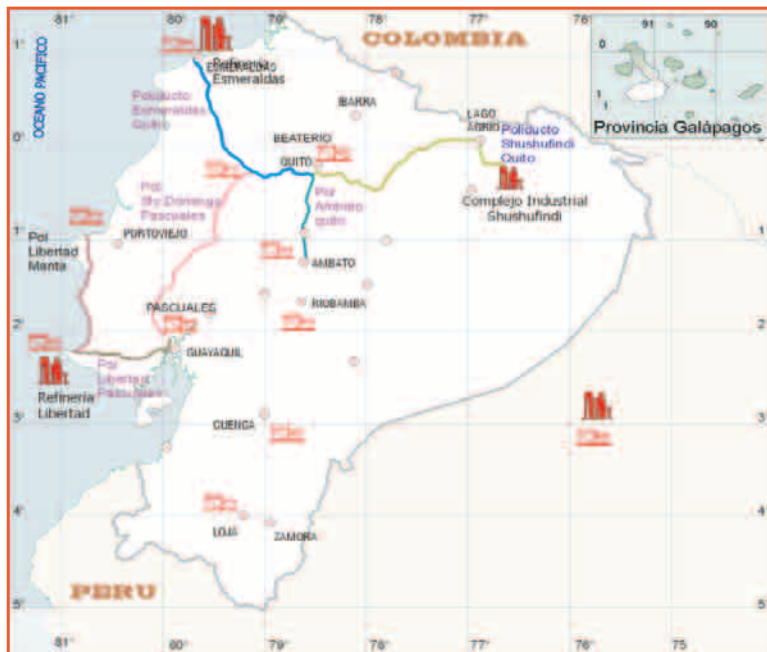 81°
80°
79°
78°
77°
76°
91
90
1°
0°
1°
2°
3°
4°
5°
0
1
1
1°
2°
3°
4°
5°
81°
80°
79°
78°
77°
76°
75
COLOMBIA
OCEANO PACIFICO
ESMERALDAS
Refinería
Esmeraldas
Poliducto
Esmeraldas
Quito
IBARRA
LAGO
AGRIO
Provincia Galápagos
BEATERIO
QUITO
Poliducto
Shushufindi
Quito
Complejo Industrial
Shushufindi
Pol
Sto Domingo
Pascuales
Pol
Ambato
quito
Pol
Libertad
Manta
PORTOVIEJO
AMBATO
RIOBAMBA
PASCUALES
GUAYAQUIL
Pol
Libertad
Pascuales
Refinería
Libertad
CUENCA
LOJA
ZAMORA
PERU